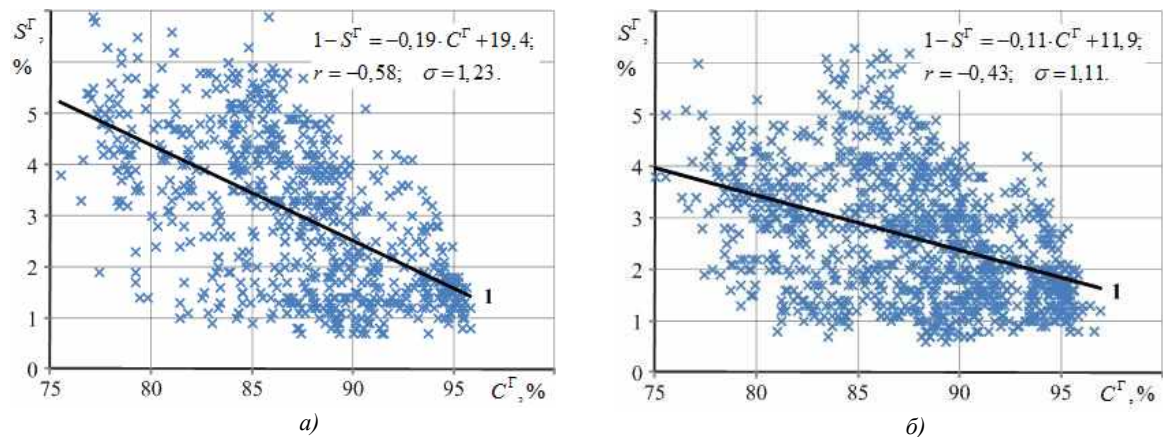 S^Г, %
1− S^Г = −0,19· C^Г +19,4;
r = −0,58; σ = 1,23.
5
4
3
2
1
0
1
75 80 85 90 95 C^Г, %
а)
S^Г, %
1− S^Г = −0,11· C^Г +11,9;
r = −0,43; σ = 1,11.
6
5
4
3
2
1
0
1
75 80 85 90 95 C^Г, %
б)